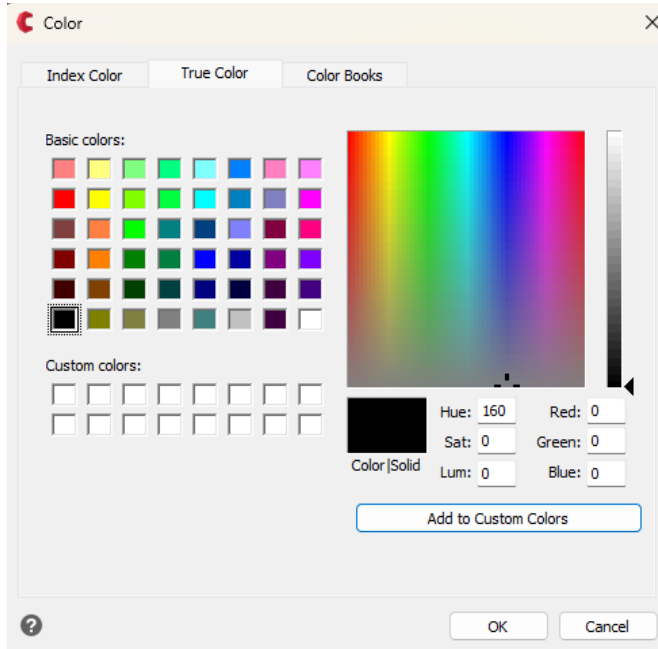 Color
Index Color
True Color
Color Books
Basic colors:
Custom colors:
Color|Solid
Hue: 160
Sat: 0
Lum: 0
Red: 0
Green: 0
Blue: 0
Add to Custom Colors
?
OK
Cancel